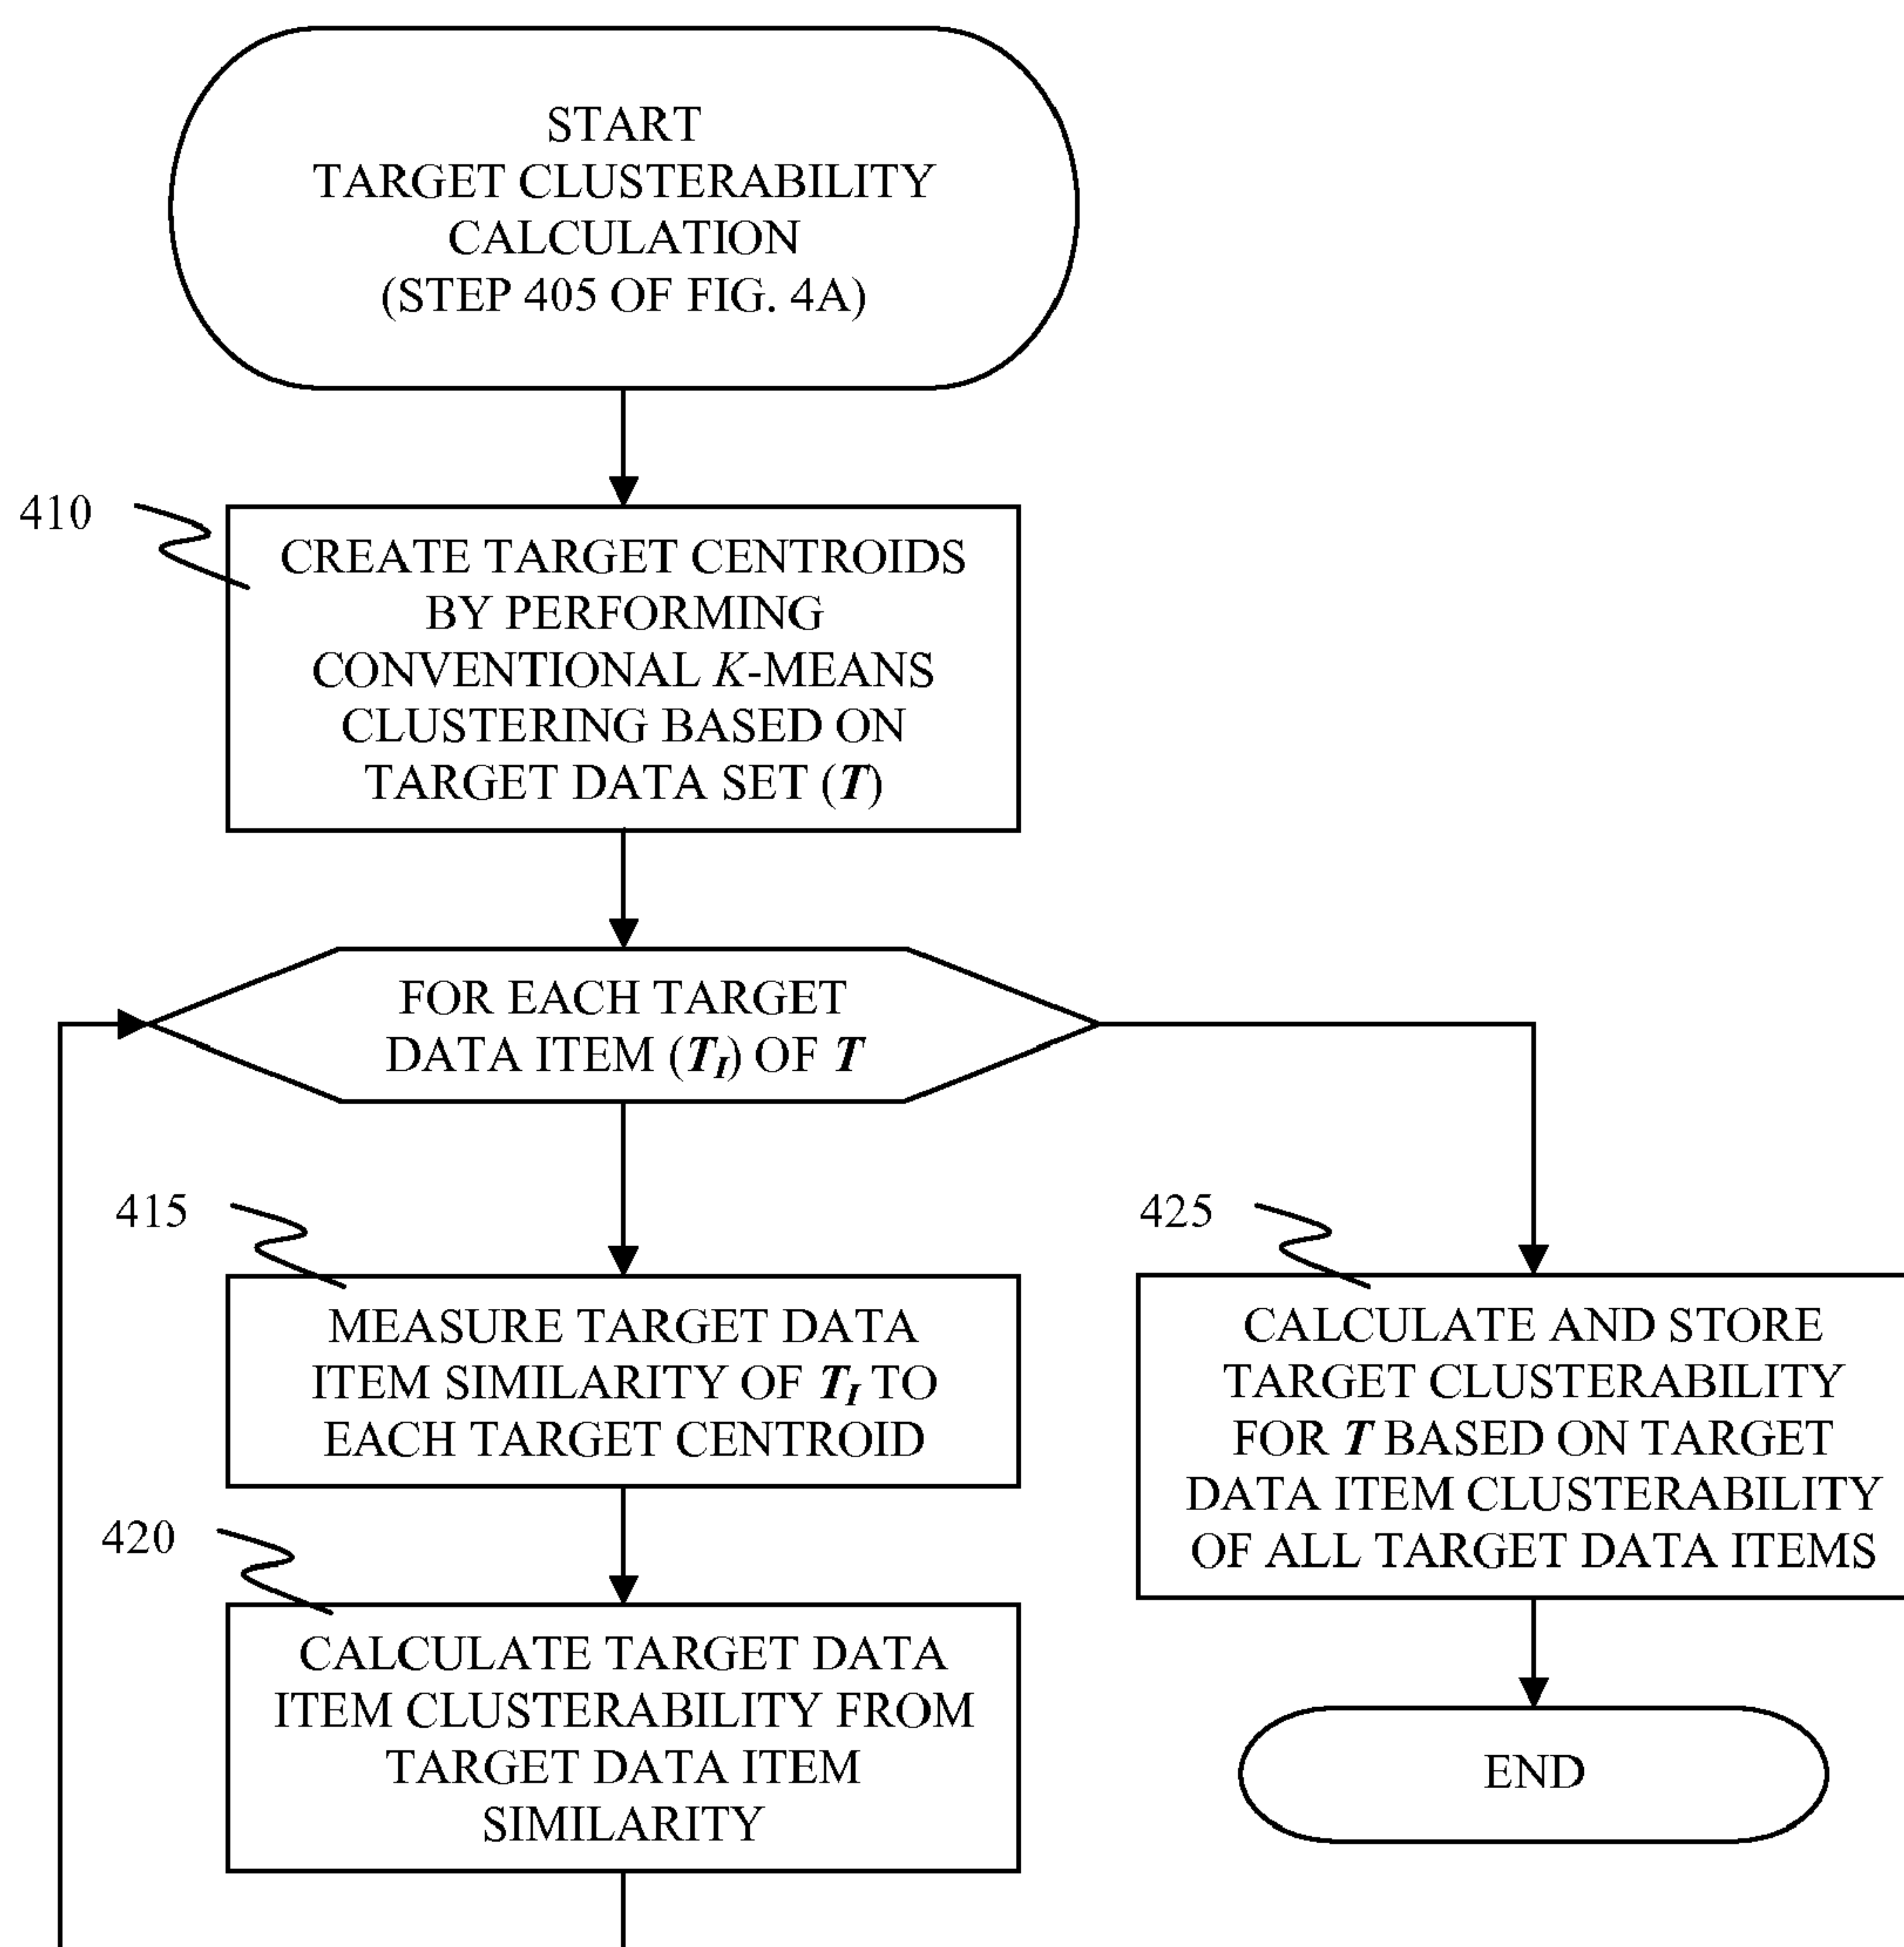 START
TARGET CLUSTERABILITY
CALCULATION
(STEP 405 OF FIG. 4A)
410
CREATE TARGET CENTROIDS
BY PERFORMING
CONVENTIONAL K-MEANS
CLUSTERING BASED ON
TARGET DATA SET (T)
FOR EACH TARGET
DATA ITEM (T_I) OF T
415
MEASURE TARGET DATA
ITEM SIMILARITY OF T_I TO
EACH TARGET CENTROID
420
CALCULATE TARGET DATA
ITEM CLUSTERABILITY FROM
TARGET DATA ITEM
SIMILARITY
425
CALCULATE AND STORE
TARGET CLUSTERABILITY
FOR T BASED ON TARGET
DATA ITEM CLUSTERABILITY
OF ALL TARGET DATA ITEMS
END